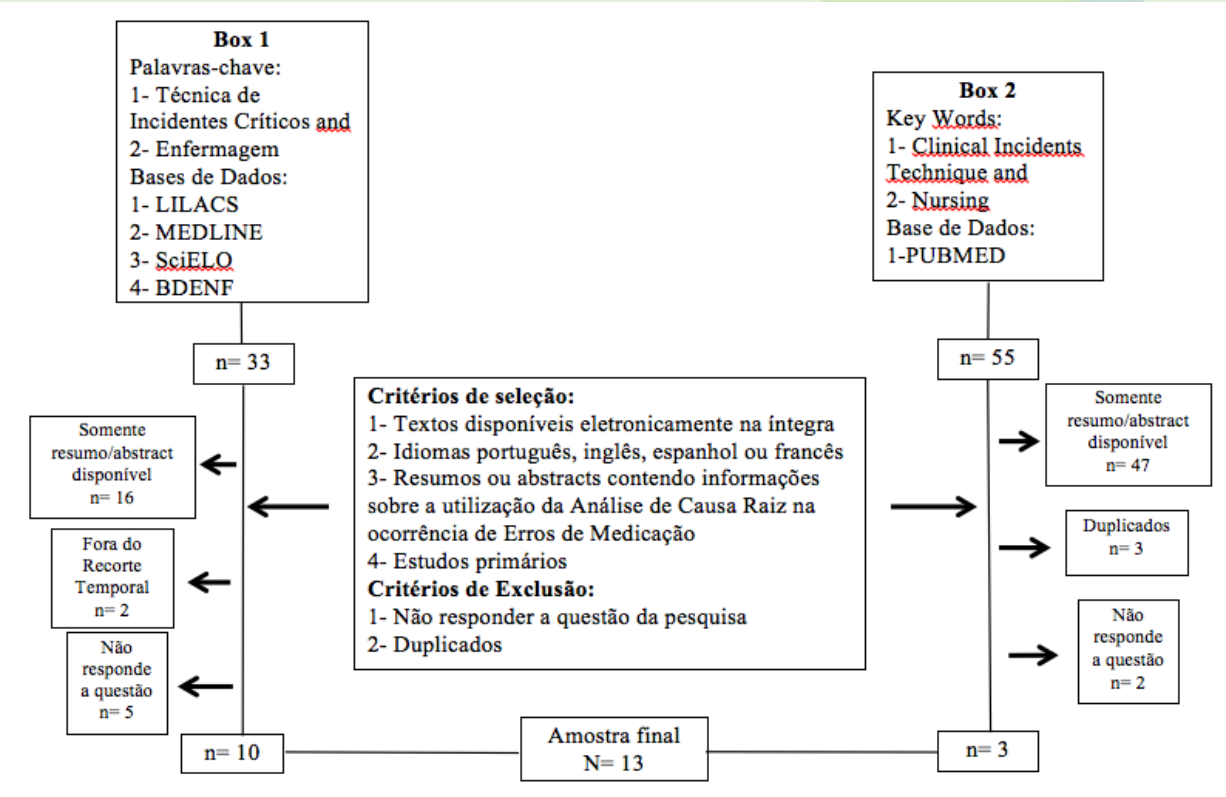 Box 1
Palavras-chave:
1- Técnica de
Incidentes Críticos and
2- Enfermagem
Bases de Dados:
1- LILACS
2- MEDLINE
3- SciELO
4- BDENF
Box 2
Key Words:
1- Clinical Incidents
Technique and
2- Nursing
Base de Dados:
1-PUBMED
n= 33
n= 55
Critérios de seleção:
1- Textos disponíveis eletronicamente na íntegra
2- Idiomas português, inglês, espanhol ou francês
3- Resumos ou abstracts contendo informações
sobre a utilização da Análise de Causa Raiz na
ocorrência de Erros de Medicação
4- Estudos primários
Critérios de Exclusão:
1- Não responder a questão da pesquisa
2- Duplicados
Somente
resumo/abstract
disponível
n= 16
Fora do
Recorte
Temporal
n= 2
Não
responde
a questão
n= 5
Somente
resumo/abstract
disponível
n= 47
Duplicados
n= 3
Não
responde
a questão
n= 2
n= 10
Amostra final
N= 13
n= 3